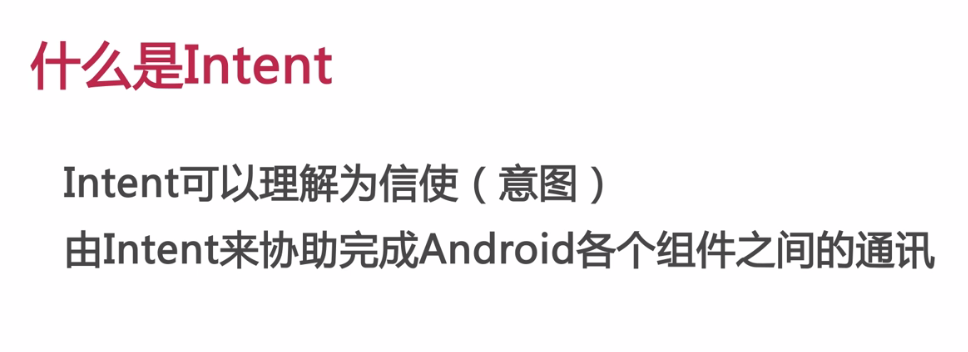 什么是Intent
Intent可以理解为信使（意图）
由Intent来协助完成Android各个组件之间的通讯